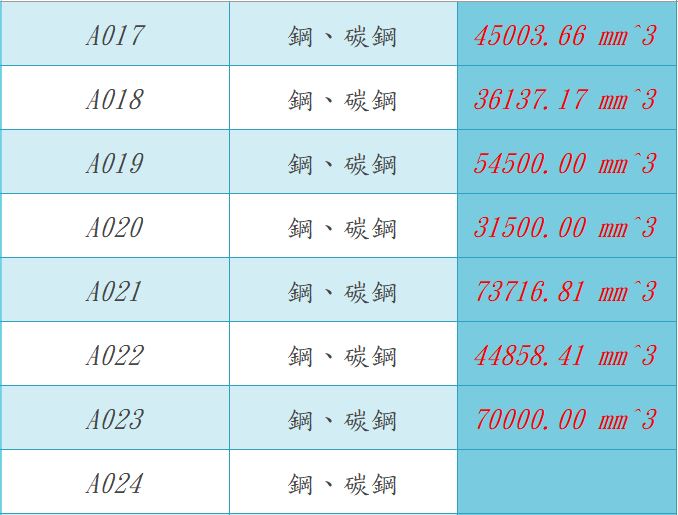 A017 鋼、碳鋼 45003.66 mm^3
A018 鋼、碳鋼 36137.17 mm^3
A019 鋼、碳鋼 54500.00 mm^3
A020 鋼、碳鋼 31500.00 mm^3
A021 鋼、碳鋼 73716.81 mm^3
A022 鋼、碳鋼 44858.41 mm^3
A023 鋼、碳鋼 70000.00 mm^3
A024 鋼、碳鋼